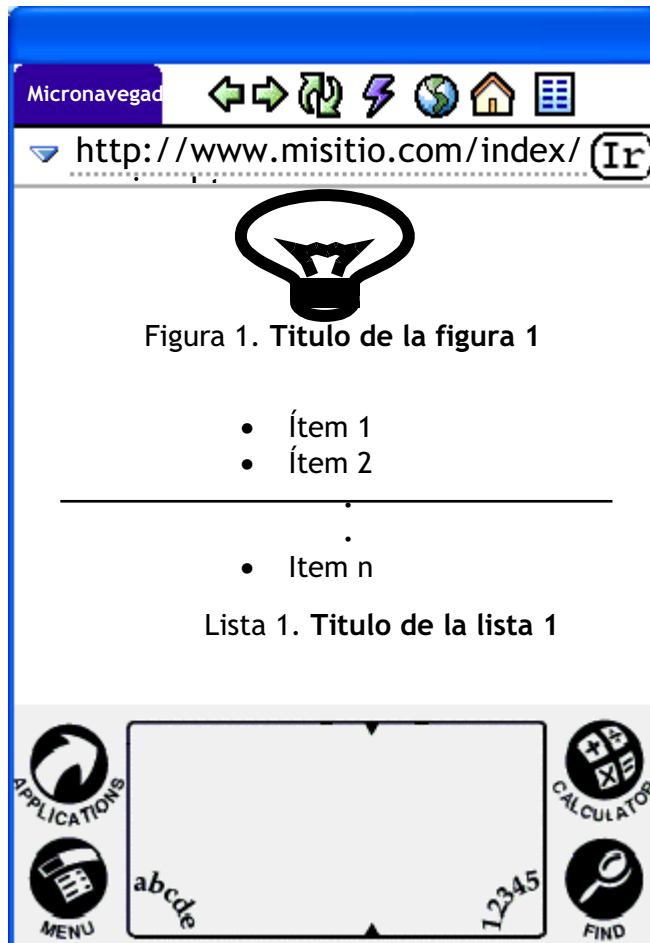 Micronavegad
http://www.misitio.com/index/
Ir
Figura 1. Titulo de la figura 1
• Ítem 1
• Ítem 2
.
.
• Item n
Lista 1. Titulo de la lista 1
APPLICATIONS
CALCULATOR
abcde
12345
MENU
FIND